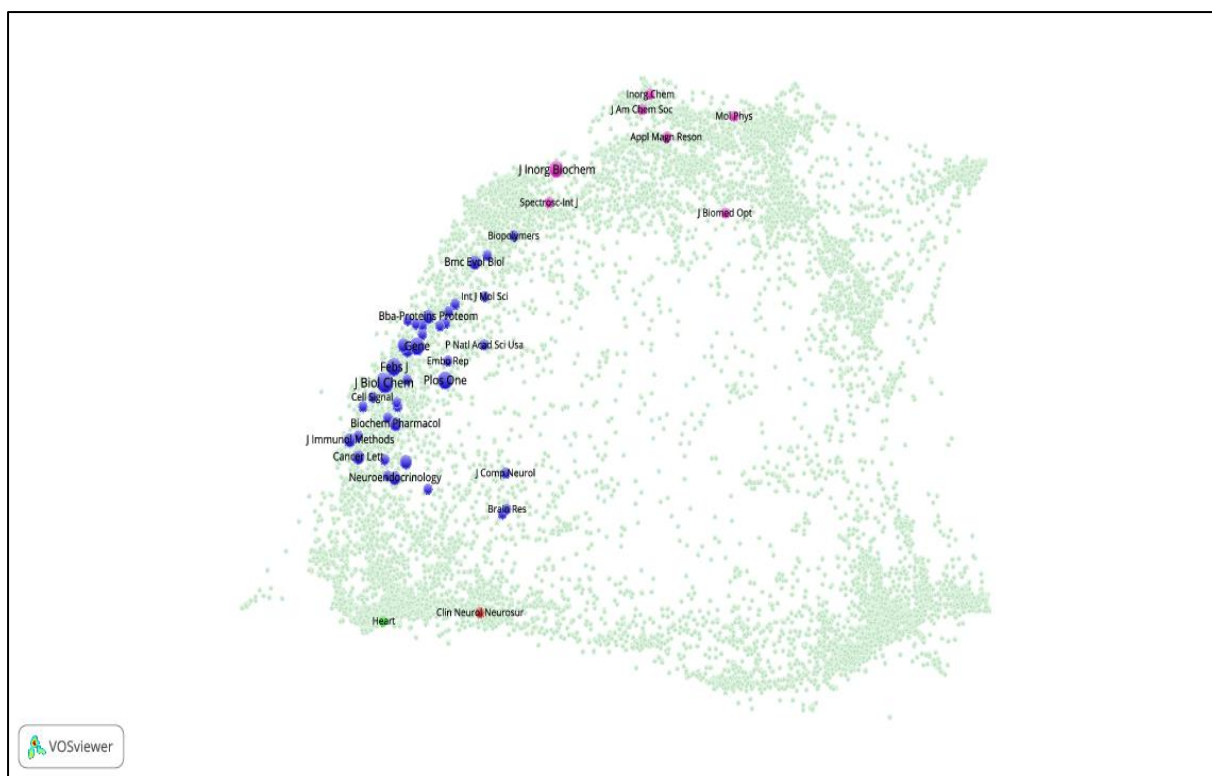 Inorg Chem
J Am Chem Soc
Mol Phys
Appl Magn Reson
J Inorg Biochem
Spectrosc-Int J
J Biomed Opt
Biopolymers
Bmc Evol Biol
Int J Mol Sci
Bba-Proteins Proteom
P Natl Acad Sci Usa
Gene
Embo Rep
Febs J
Plos One
J Biol Chem
Cell Signal
Biochem Pharmacol
J Immunol Methods
Cancer Lett
J Comp Neurol
Neuroendocrinology
Brain Res
Clin Neurol Neurosur
Heart
VOSviewer